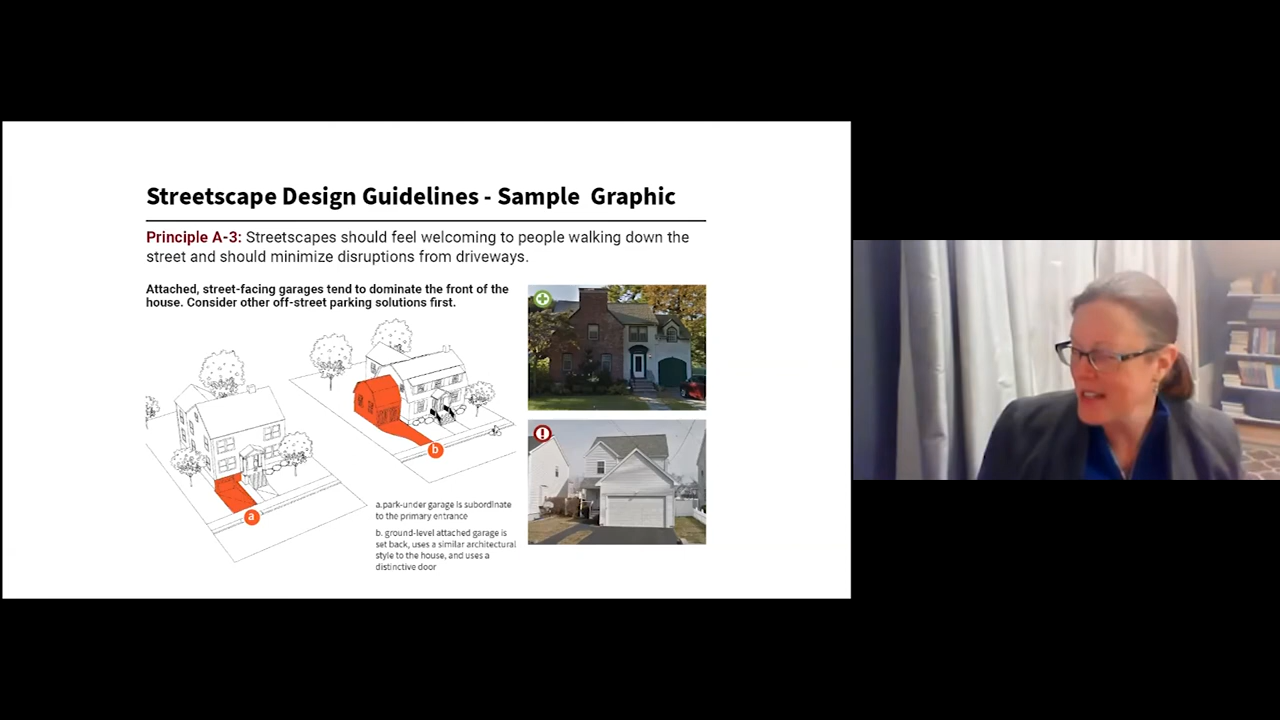 Streetscape Design Guidelines - Sample Graphic
Principle A-3: Streetscapes should feel welcoming to people walking down the
street and should minimize disruptions from driveways.
Attached, street-facing garages tend to dominate the front of the
house. Consider other off-street parking solutions first.
b
a
a.park-under garage is subordinate
to the primary entrance
b. ground-level attached garage is
set back, uses a similar architectural
style to the house, and uses a
distinctive door